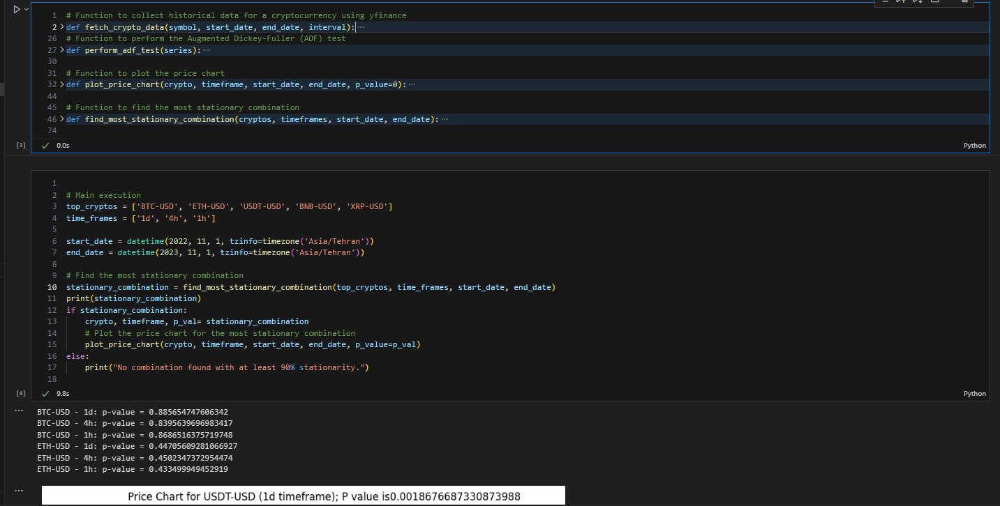 1 # Function to collect historical data for a cryptocurrency using yfinance
2 def fetch_crypto_data(symbol, start_date, end_date, interval): ···
26 # Function to perform the Augmented Dickey-Fuller (ADF) test
27 def perform_adf_test(series): ···
30
31 # Function to plot the price chart
32 def plot_price_chart(crypto, timeframe, start_date, end_date, p_value=0): ···
44
45 # Function to find the most stationary combination
46 def find_most_stationary_combination(cryptos, timeframes, start_date, end_date): ···
74
[3] ✓ 0.0s Python
1
2 # Main execution
3 top_cryptos = ['BTC-USD', 'ETH-USD', 'USDT-USD', 'BNB-USD', 'XRP-USD']
4 time_frames = ['1d', '4h', '1h']
5
6 start_date = datetime(2022, 11, 1, tzinfo=timezone('Asia/Tehran'))
7 end_date = datetime(2023, 11, 1, tzinfo=timezone('Asia/Tehran'))
8
9 # Find the most stationary combination
10 stationary_combination = find_most_stationary_combination(top_cryptos, time_frames, start_date, end_date)
11 print(stationary_combination)
12 if stationary_combination:
13     crypto, timeframe, p_val= stationary_combination
14     # Plot the price chart for the most stationary combination
15     plot_price_chart(crypto, timeframe, start_date, end_date, p_value=p_val)
16 else:
17     print("No combination found with at least 90% stationarity.")
18
[4] ✓ 9.8s Python
··· BTC-USD - 1d: p-value = 0.885654747606342
BTC-USD - 4h: p-value = 0.8395639696983417
BTC-USD - 1h: p-value = 0.8686516375719748
ETH-USD - 1d: p-value = 0.44705609281066927
ETH-USD - 4h: p-value = 0.4502347372954474
ETH-USD - 1h: p-value = 0.433499949452919
··· Price Chart for USDT-USD (1d timeframe); P value is0.0018676687330873988